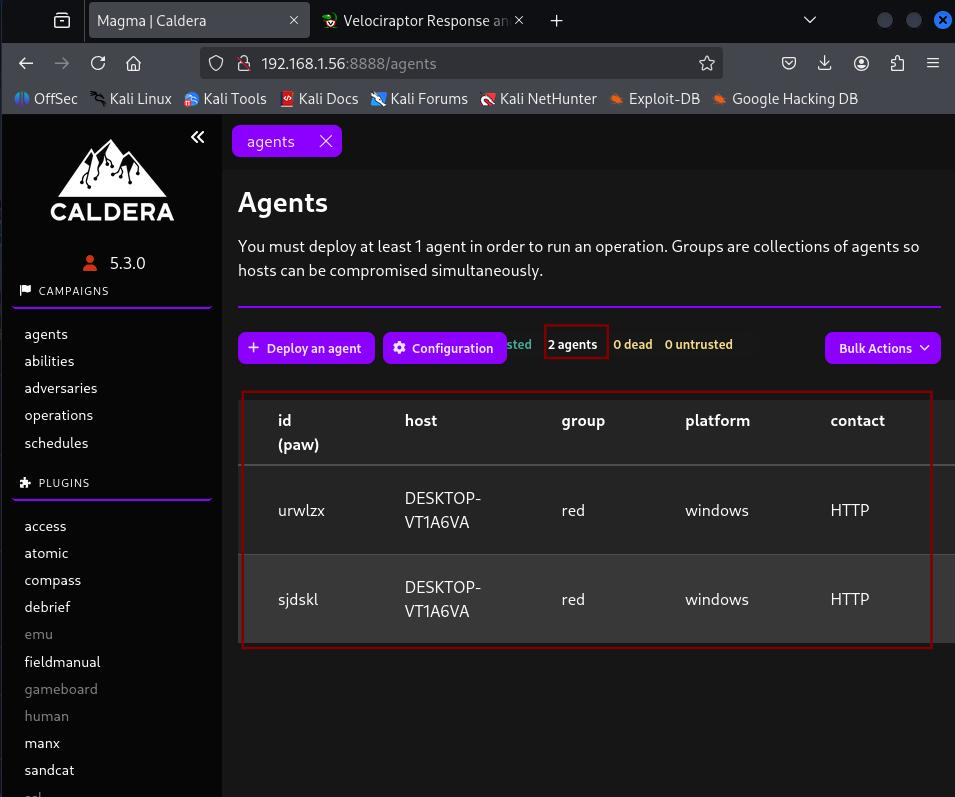 Magma | Caldera
Velociraptor Response an
192.168.1.56:8888/agents
OffSec Kali Linux Kali Tools Kali Docs Kali Forums Kali NetHunter Exploit-DB Google Hacking DB
CALDERA
5.3.0
CAMPAIGNS
agents
abilities
adversaries
operations
schedules
PLUGINS
access
atomic
compass
debrief
emu
fieldmanual
gameboard
human
manx
sandcat
agents
Agents
You must deploy at least 1 agent in order to run an operation. Groups are collections of agents so
hosts can be compromised simultaneously.
+ Deploy an agent Configuration sted 2 agents 0 dead 0 untrusted Bulk Actions
id host group platform contact
(paw)
DESKTOP-
urwlzx red windows HTTP
VT1A6VA
DESKTOP-
sjdskl red windows HTTP
VT1A6VA